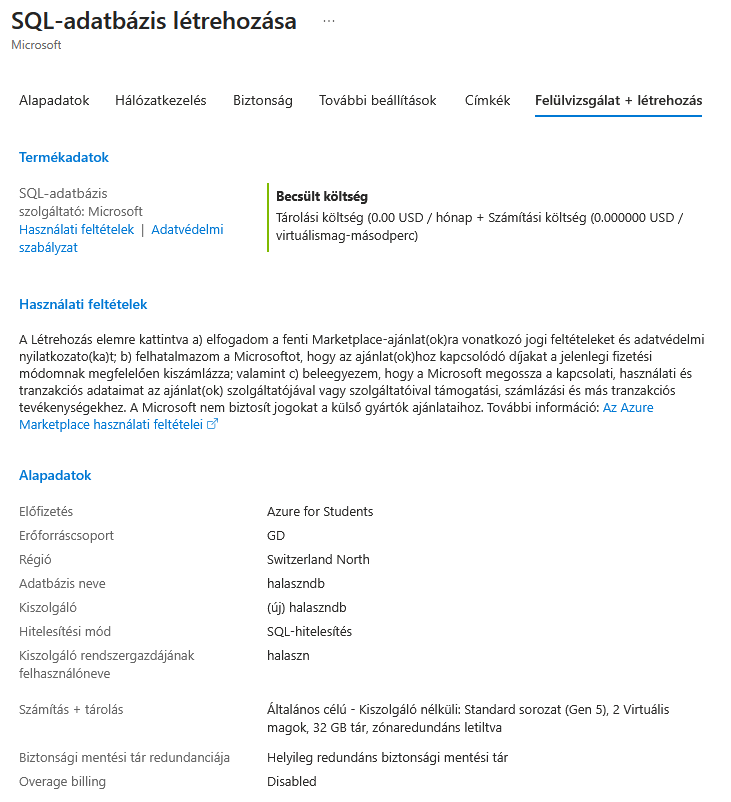 SQL-adatbázis létrehozása ...
Microsoft
Alapadatok Hálózatkezelés Biztonság További beállítások Címkék Felülvizsgálat + létrehozás
Termékadatok
SQL-adatbázis
szolgáltató: Microsoft
Használati feltételek | Adatvédelmi
szabályzat
Becsült költség
Tárolási költség (0.00 USD / hónap + Számítási költség (0.000000 USD /
virtuálismag-másodperc)
Használati feltételek
A Létrehozás elemre kattintva a) elfogadom a fenti Marketplace-ajánlat(ok)ra vonatkozó jogi feltételeket és adatvédelmi
nyilatkozato(ka)t; b) felhatalmazom a Microsoftot, hogy az ajánlat(ok)hoz kapcsolódó díjakat a jelenlegi fizetési
módomnak megfelelően kiszámlázza; valamint c) beleegyezem, hogy a Microsoft megossza a kapcsolati, használati és
tranzakciós adataimat az ajánlat(ok) szolgáltatójával vagy szolgáltatóival támogatási, számlázási és más tranzakciós
tevékenységekhez. A Microsoft nem biztosít jogokat a külső gyártók ajánlataihoz. További információ: Az Azure
Marketplace használati feltételei
Alapadatok
Előfizetés Azure for Students
Erőforráscsoport GD
Régió Switzerland North
Adatbázis neve halaszndb
Kiszolgáló (új) halaszndb
Hitelesítési mód SQL-hitelesítés
Kiszolgáló rendszergazdájának halaszn
felhasználóneve
Számítás + tárolás Általános célú - Kiszolgáló nélküli: Standard sorozat (Gen 5), 2 Virtuális
magok, 32 GB tár, zónaredundáns letiltva
Biztonsági mentési tár redundanciája Helyileg redundáns biztonsági mentési tár
Overage billing Disabled